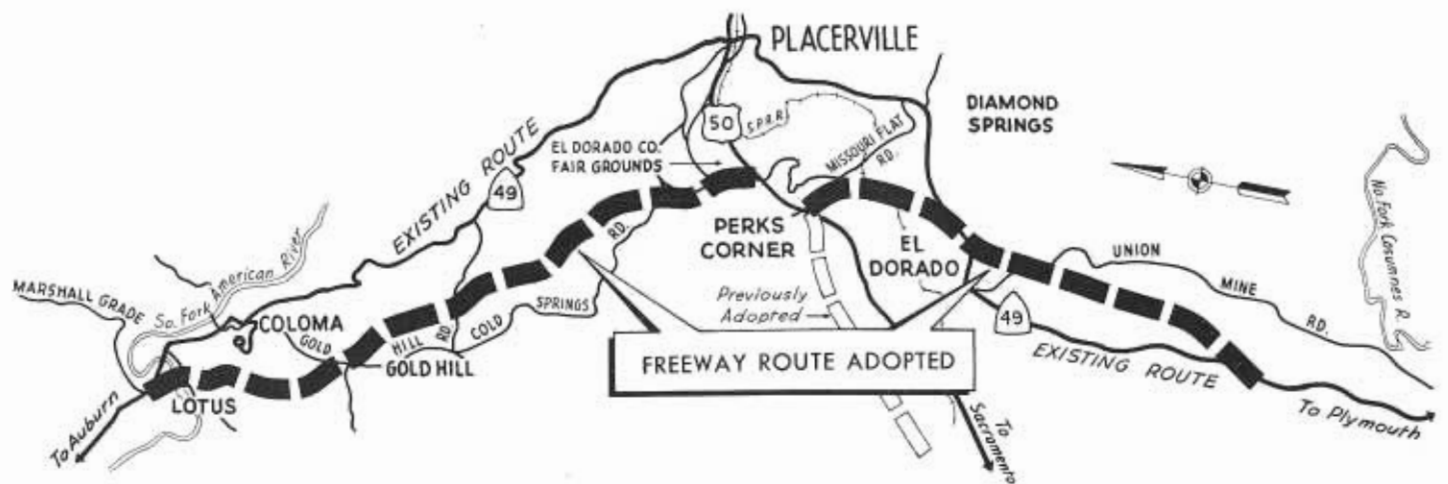 PLACERVILLE
50
S.P.R.R.
DIAMOND
SPRINGS
MISSOURI FLAT
RD.
EL DORADO CO.
FAIR GROUNDS
EXISTING ROUTE
49
So. Fork American River
MARSHALL GRADE
COLOMA
GOLD
HILL
RD
GOLD HILL
COLD
SPRINGS
RD.
LOTUS
To Auburn
PERKS
CORNER
Previously
Adopted
EL
DORADO
49
UNION
MINE
RD.
EXISTING ROUTE
No. Fork Cosumnes R.
FREEWAY ROUTE ADOPTED
To
Sacramento
To Plymouth